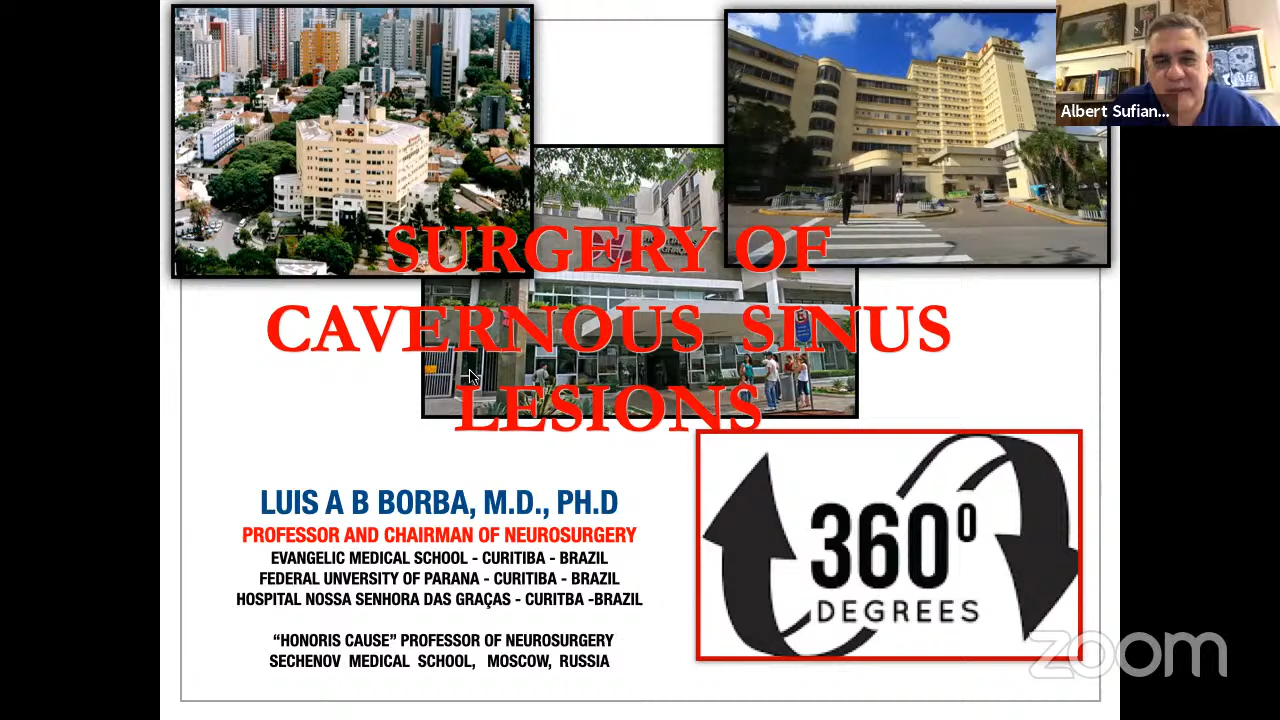 Albert Sufian...
Evangelico
SURGERY OF
CAVERNOUS SINUS
LESIONS
LUIS A B BORBA, M.D., PH.D
PROFESSOR AND CHAIRMAN OF NEUROSURGERY
EVANGELIC MEDICAL SCHOOL - CURITIBA - BRAZIL
FEDERAL UNVERSITY OF PARANA - CURITIBA - BRAZIL
HOSPITAL NOSSA SENHORA DAS GRAÇAS - CURITBA -BRAZIL
“HONORIS CAUSE” PROFESSOR OF NEUROSURGERY
SECHENOV MEDICAL SCHOOL, MOSCOW, RUSSIA
360⁰
DEGREES
zoom